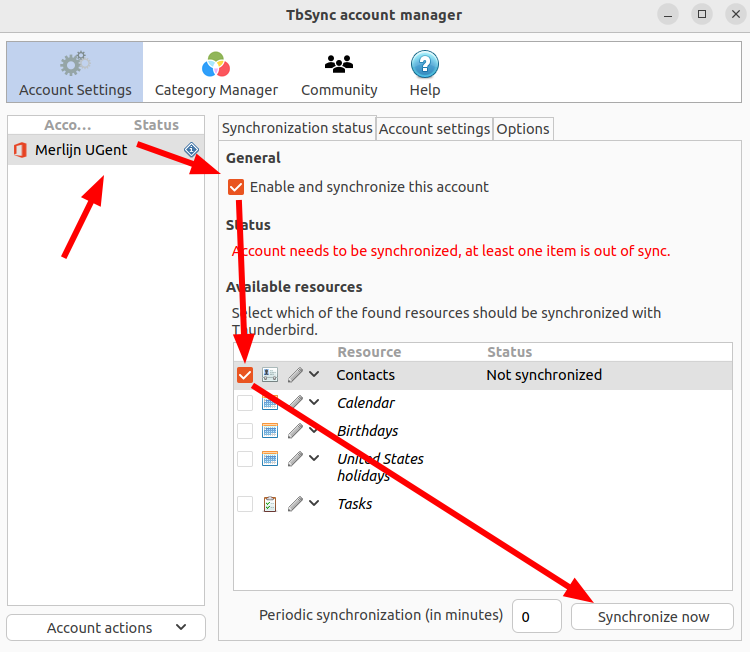 TbSync account manager
Account Settings
Category Manager
Community
Help
Acco... Status
Merlijn UGent
Synchronization status Account settings Options
General
Enable and synchronize this account
Status
Account needs to be synchronized, at least one item is out of sync.
Available resources
Select which of the found resources should be synchronized with
Thunderbird.
Resource Status
Contacts Not synchronized
Calendar
Birthdays
United States
holidays
Tasks
Periodic synchronization (in minutes) 0 Synchronize now
Account actions